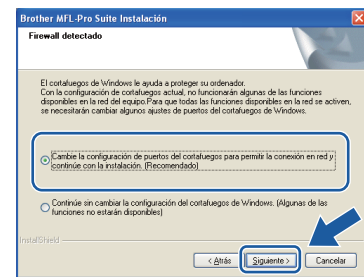 Brother MFL-Pro Suite Instalación
Firewall detectado
El cortafuegos de Windows le ayuda a proteger su ordenador.
Con la configuración de cortafuegos actual, no funcionarán algunas de las funciones
disponibles en la red del equipo.Para que todas las funciones disponibles en la red se activen,
se necesitarán cambiar algunos ajustes de puertos del cortafuegos de Windows.
Cambie la configuración de puertos del cortafuegos para permitir la conexión en red y
continúe con la instalación. (Recomendado)
Continúe sin cambiar la configuración del cortafuegos de Windows. (Algunas de las
funciones no estarán disponibles)
InstallShield
< Atrás
Siguiente >
Cancelar